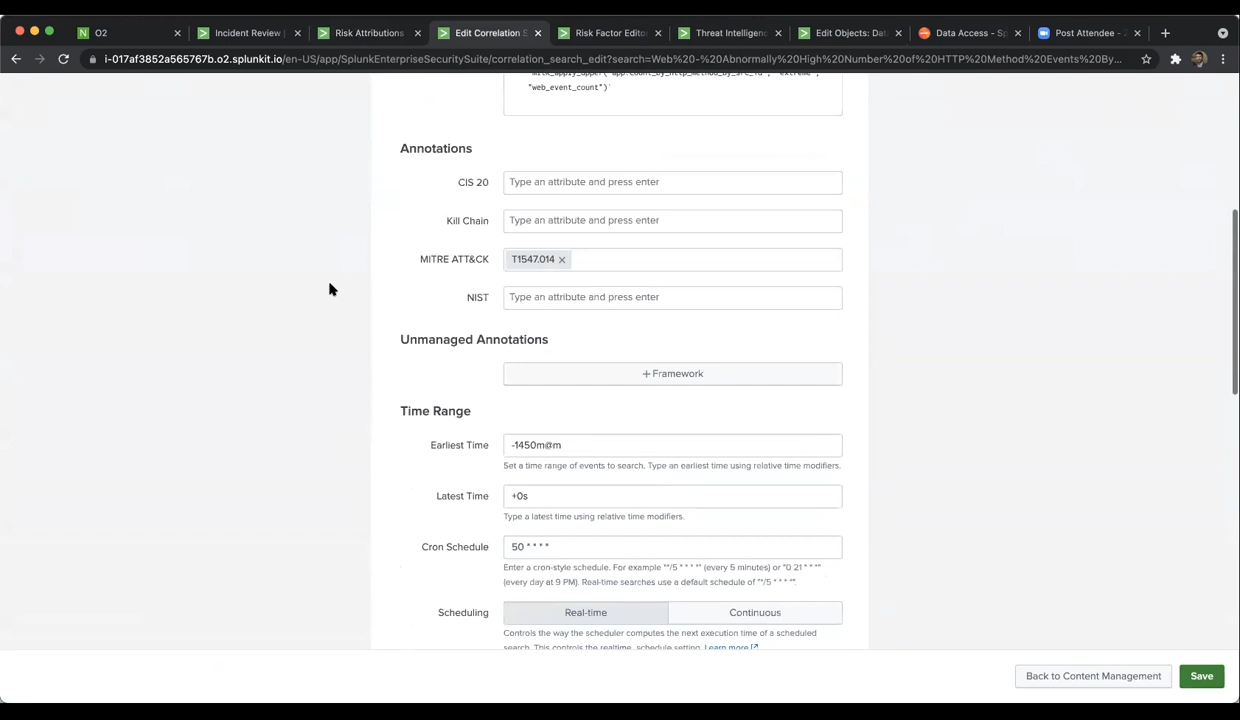 O2
Incident Review |
Risk Attributions
Edit Correlation S
Risk Factor Editor
Threat Intelligenc
Edit Objects: Dat
Data Access - Sp
Post Attendee - Z
i-017af3852a565767b.o2.splunkit.io/en-US/app/SplunkEnterpriseSecuritySuite/correlation_search_edit?search=Web%20-%20Abnormally%20High%20Number%20of%20HTTP%20Method%20Events%20By...
"web_event_count")`
Annotations
CIS 20
Type an attribute and press enter
Kill Chain
Type an attribute and press enter
MITRE ATT&CK
T1547.014 ×
NIST
Type an attribute and press enter
Unmanaged Annotations
+ Framework
Time Range
Earliest Time
-1450m@m
Set a time range of events to search. Type an earliest time using relative time modifiers.
Latest Time
+0s
Type a latest time using relative time modifiers.
Cron Schedule
50 * * * *
Enter a cron-style schedule. For example "*/5 * * * *" (every 5 minutes) or "0 21 * * *"
(every day at 9 PM). Real-time searches use a default schedule of "*/5 * * * *".
Scheduling
Real-time
Continuous
Controls the way the scheduler computes the next execution time of a scheduled
search. This controls the realtime_schedule setting. Learn more
Back to Content Management
Save